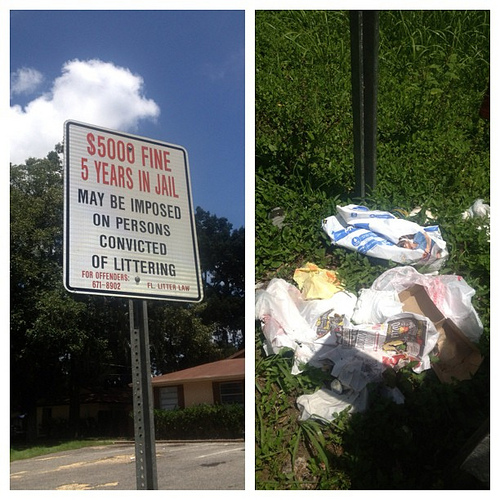 $5000 FINE
5 YEARS IN JAIL
MAY BE IMPOSED
ON PERSONS
CONVICTED
OF LITTERING
FOR OFFENDERS:
671-8902 FL. LITTER LAW